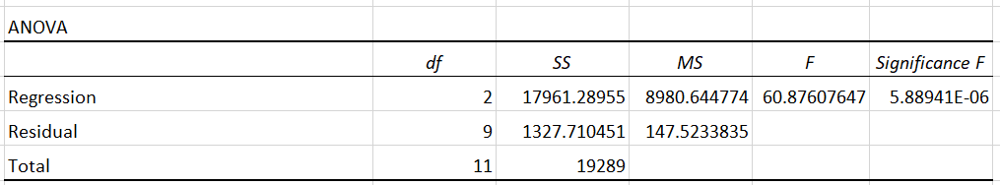 ANOVA
df SS MS F Significance F
Regression 2 17961.28955 8980.644774 60.87607647 5.88941E-06
Residual 9 1327.710451 147.5233835
Total 11 19289